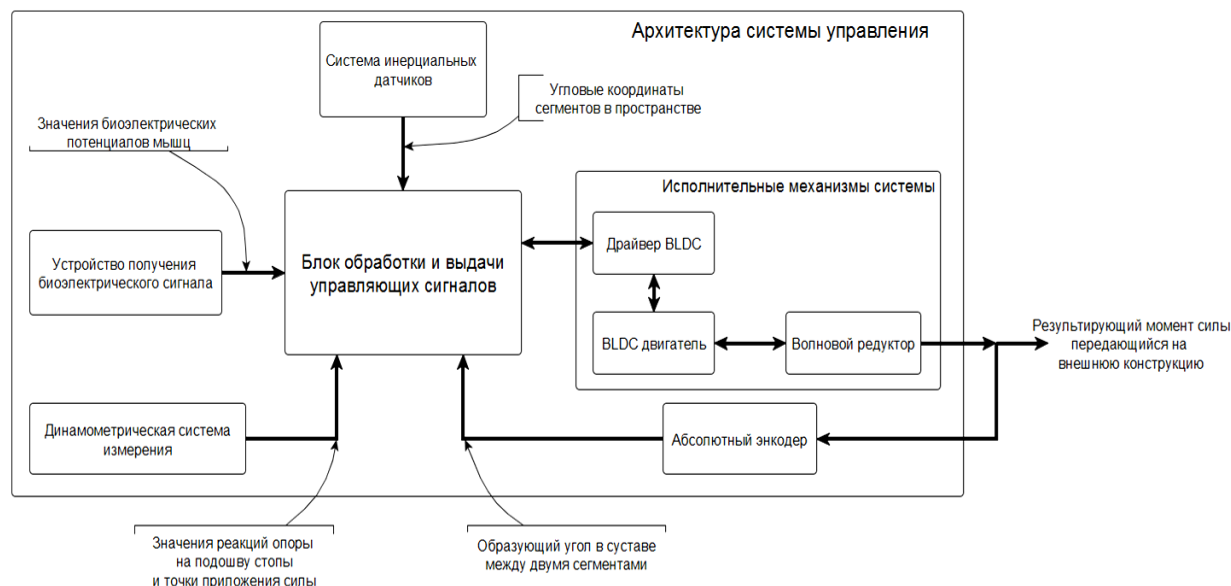 Архитектура системы управления
Система инерциальных
датчиков
Угловые координаты
сегментов в пространстве
Значения биоэлектрических
потенциалов мышц
Исполнительные механизмы системы
Драйвер BLDC
Устройство получения
биоэлектрического сигнала
Блок обработки и выдачи
управляющих сигналов
BLDC двигатель
Волновой редуктор
Результирующий момент силы
передающийся на
внешнюю конструкцию
Динамометрическая система
измерения
Абсолютный энкодер
Значения реакций опоры
на подошву стопы
и точки приложения силы
Образующий угол в суставе
между двумя сегментами